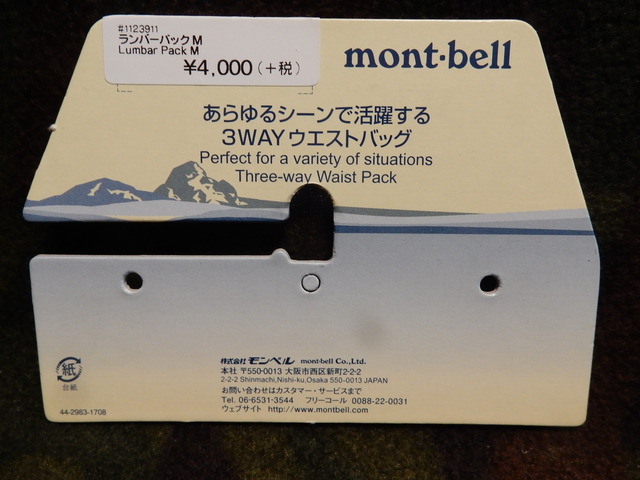 #1123911
ランバーパック M
Lumbar Pack M
¥4,000 (+税)
mont·bell
あらゆるシーンで活躍する
3WAYウエストバッグ
Perfect for a variety of situations
Three-way Waist Pack
株式会社モンベル mont-bell Co.,Ltd.
本社 〒550-0013 大阪市西区新町2-2-2
2-2-2 Shinmachi,Nishi-ku,Osaka 550-0013 JAPAN
お問い合わせはカスタマー・サービスまで
Tel. 06-6531-3544 フリーコール 0088-22-0031
ウェブサイト http://www.montbell.com
紙
台紙
44-2983-1708